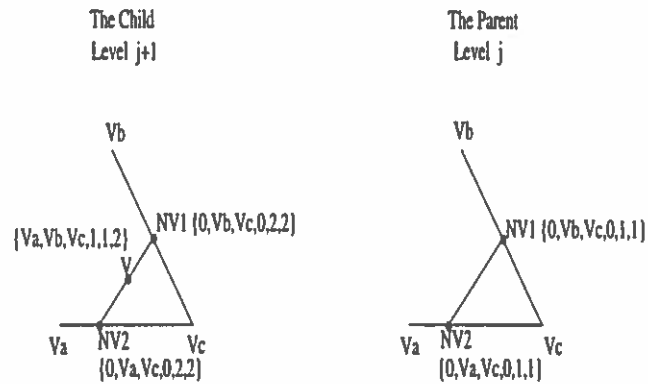 The Child
Level j+1
Vb
NV1 {0,Vb,Vc,0,2,2}
{Va,Vb,Vc,1,1,2}
V
Va
NV2
Vc
{0,Va,Vc,0,2,2}
The Parent
Level j
Vb
NV1 {0,Vb,Vc,0,1,1}
Va
NV2
Vc
{0,Va,Vc,0,1,1}